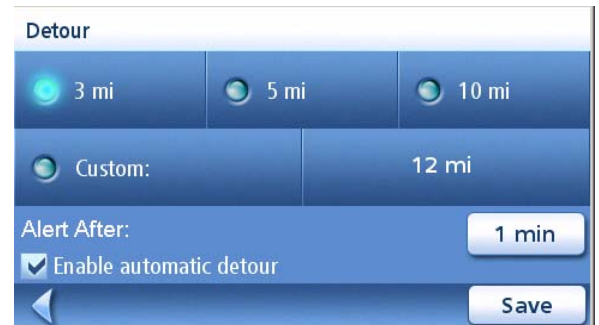 Detour
3 mi
5 mi
10 mi
Custom:
12 mi
Alert After:
1 min
Enable automatic detour
Save